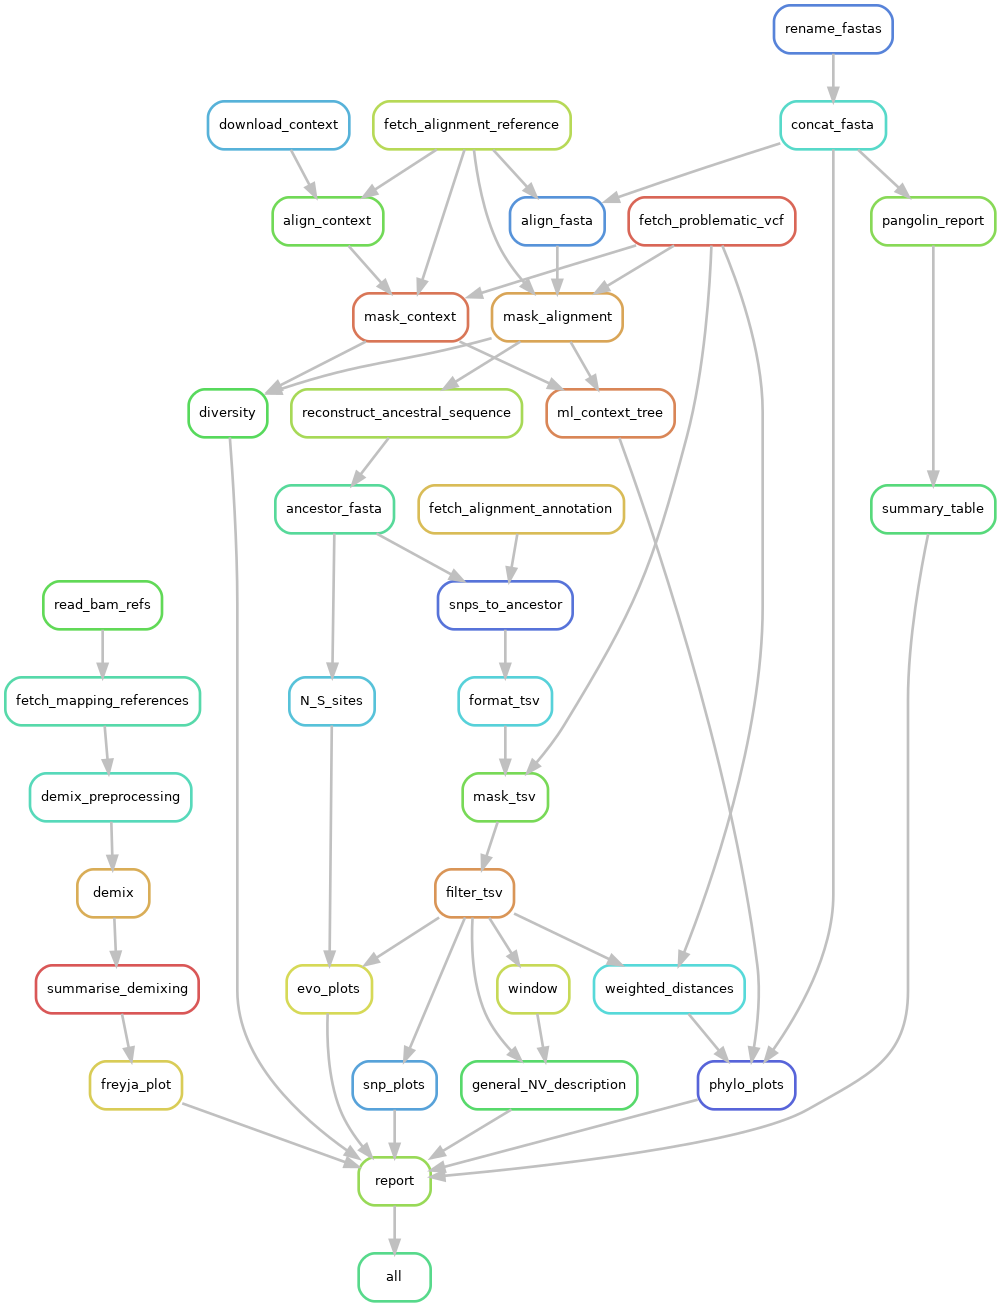 rename_fastas
download_context
fetch_alignment_reference
concat_fasta
align_context
align_fasta
fetch_problematic_vcf
pangolin_report
mask_context
mask_alignment
diversity
reconstruct_ancestral_sequence
ml_context_tree
ancestor_fasta
fetch_alignment_annotation
summary_table
read_bam_refs
snps_to_ancestor
fetch_mapping_references
N_S_sites
format_tsv
demix_preprocessing
mask_tsv
demix
filter_tsv
summarise_demixing
evo_plots
window
weighted_distances
freyja_plot
snp_plots
general_NV_description
phylo_plots
report
all